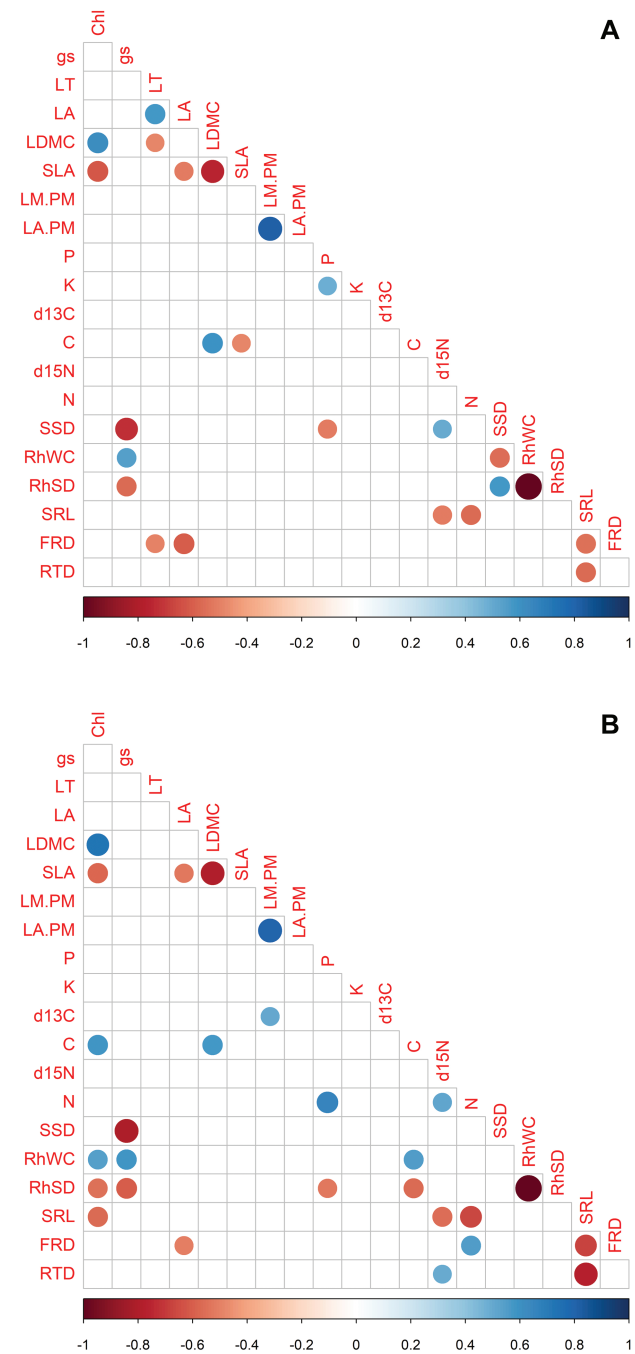 A
Chl
gs gs
LT LT
LA LA
LDMC LDMC
SLA SLA
LM.PM LM.PM
LA.PM LA.PM
P P
K K
d13C d13C
C C
d15N d15N
N N
SSD SSD
RhWC RhWC
RhSD RhSD
SRL SRL
FRD FRD
RTD
-1 -0.8 -0.6 -0.4 -0.2 0 0.2 0.4 0.6 0.8 1
B
Chl
gs gs
LT LT
LA LA
LDMC LDMC
SLA SLA
LM.PM LM.PM
LA.PM LA.PM
P P
K K
d13C d13C
C C
d15N d15N
N N
SSD SSD
RhWC RhWC
RhSD RhSD
SRL SRL
FRD FRD
RTD
-1 -0.8 -0.6 -0.4 -0.2 0 0.2 0.4 0.6 0.8 1